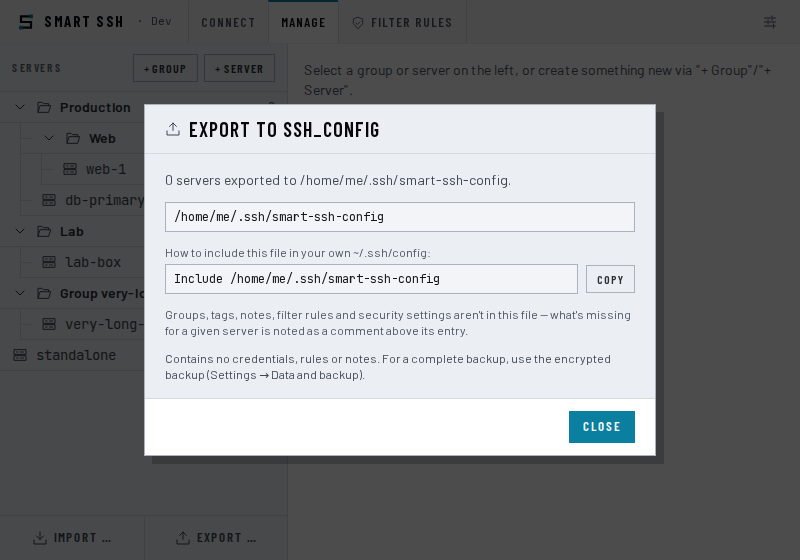 SMART SSH · Dev CONNECT MANAGE FILTER RULES
SERVERS + GROUP + SERVER
Select a group or server on the left, or create something new via "+ Group"/"+
Server".
Production
Web
web-1
db-primary
Lab
lab-box
Group very-lo
very-long-
standalone
EXPORT TO SSH_CONFIG
0 servers exported to /home/me/.ssh/smart-ssh-config.
/home/me/.ssh/smart-ssh-config
How to include this file in your own ~/.ssh/config:
Include /home/me/.ssh/smart-ssh-config COPY
Groups, tags, notes, filter rules and security settings aren't in this file — what's missing
for a given server is noted as a comment above its entry.
Contains no credentials, rules or notes. For a complete backup, use the encrypted
backup (Settings → Data and backup).
CLOSE
IMPORT … EXPORT …